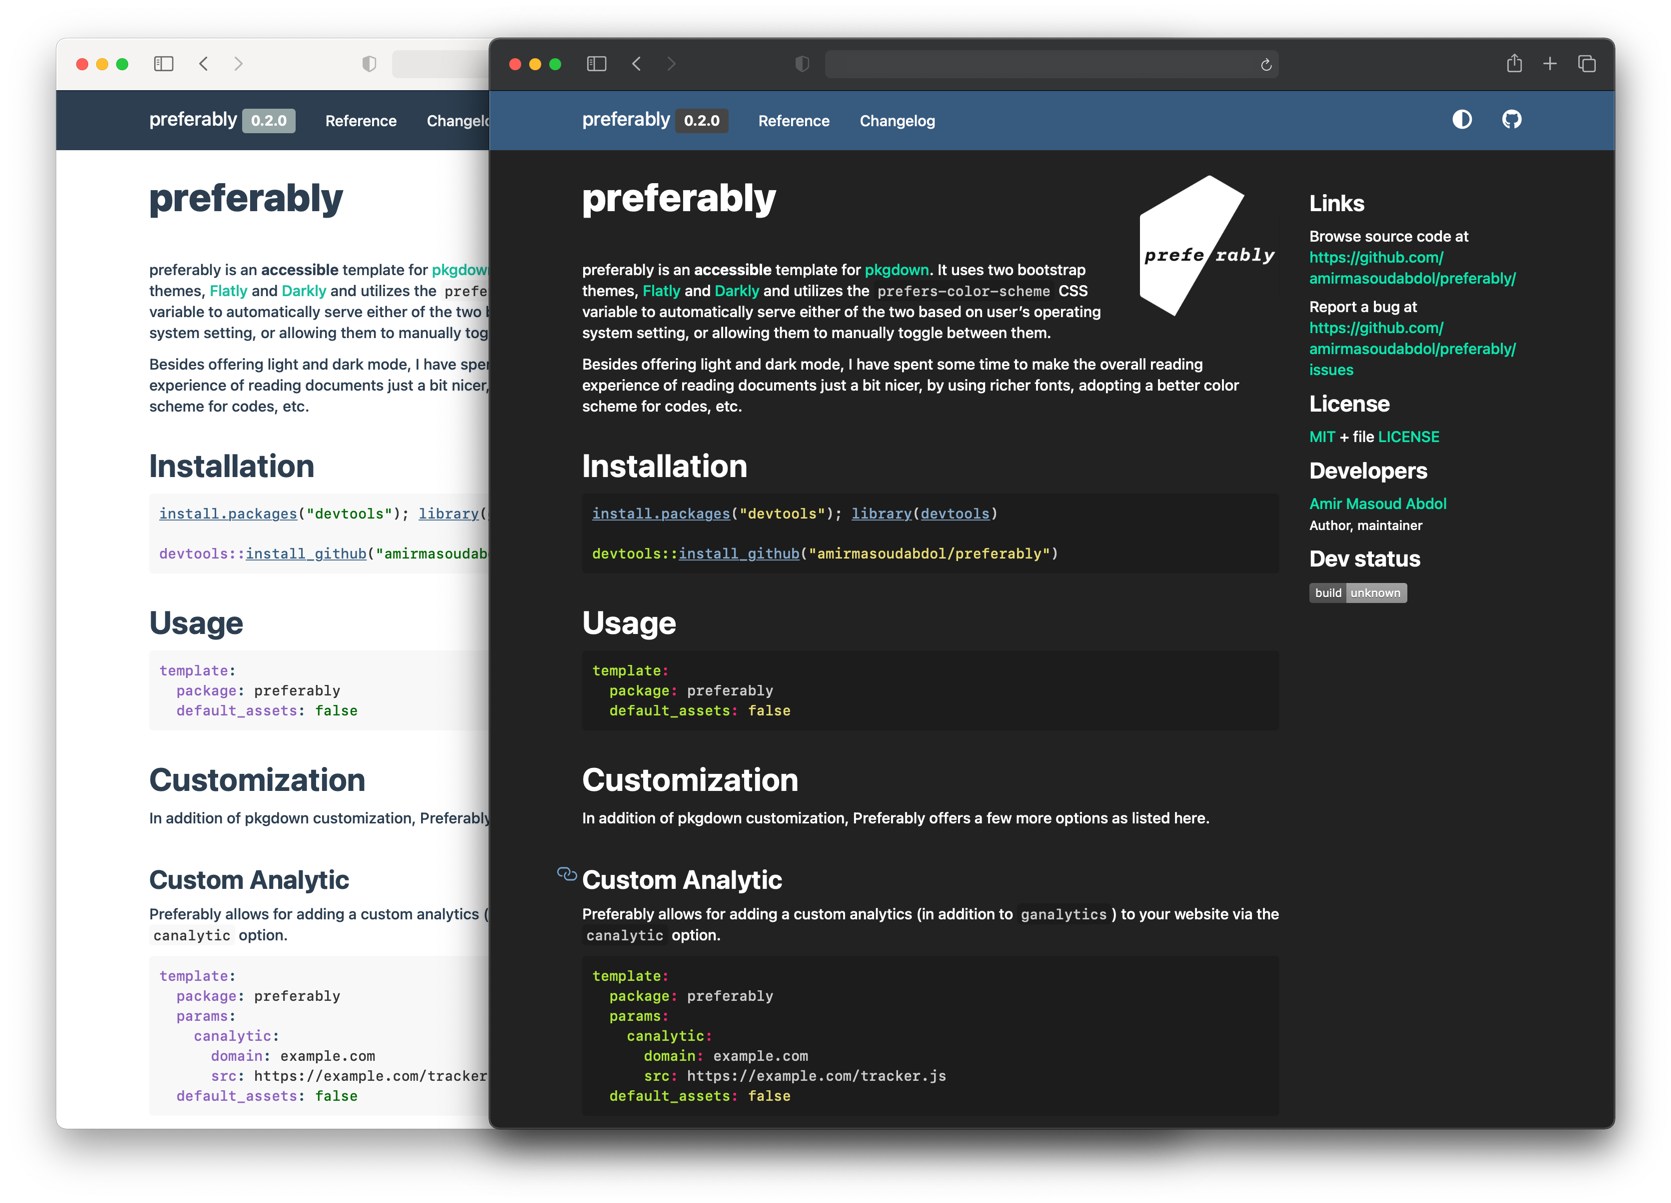 preferably 0.2.0 Reference Changelo
preferably
preferably is an accessible template for pkgdow
themes, Flatly and Darkly and utilizes the prefe
variable to automatically serve either of the two b
system setting, or allowing them to manually tog
Besides offering light and dark mode, I have spe
experience of reading documents just a bit nicer,
scheme for codes, etc.
Installation
install.packages("devtools"); library(
devtools::install_github("amirmasoudab
Usage
template:
  package: preferably
  default_assets: false
Customization
In addition of pkgdown customization, Preferably
Custom Analytic
Preferably allows for adding a custom analytics (
canalytic option.
template:
  package: preferably
  params:
    canalytic:
      domain: example.com
      src: https://example.com/tracker
  default_assets: false
preferably 0.2.0 Reference Changelog
preferably
preferably
preferably is an accessible template for pkgdown. It uses two bootstrap
themes, Flatly and Darkly and utilizes the prefers-color-scheme CSS
variable to automatically serve either of the two based on user’s operating
system setting, or allowing them to manually toggle between them.
Besides offering light and dark mode, I have spent some time to make the overall reading
experience of reading documents just a bit nicer, by using richer fonts, adopting a better color
scheme for codes, etc.
Installation
install.packages("devtools"); library(devtools)
devtools::install_github("amirmasoudabdol/preferably")
Usage
template:
  package: preferably
  default_assets: false
Customization
In addition of pkgdown customization, Preferably offers a few more options as listed here.
Custom Analytic
Preferably allows for adding a custom analytics (in addition to ganalytics ) to your website via the
canalytic option.
template:
  package: preferably
  params:
    canalytic:
      domain: example.com
      src: https://example.com/tracker.js
  default_assets: false
Links
Browse source code at
https://github.com/
amirmasoudabdol/preferably/
Report a bug at
https://github.com/
amirmasoudabdol/preferably/
issues
License
MIT + file LICENSE
Developers
Amir Masoud Abdol
Author, maintainer
Dev status
build unknown